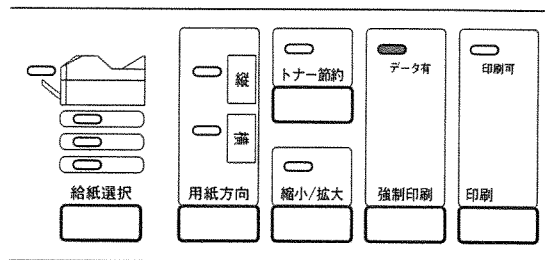 縦
横
トナー節約
データ有
印刷可
給紙選択
用紙方向
縮小/拡大
強制印刷
印刷